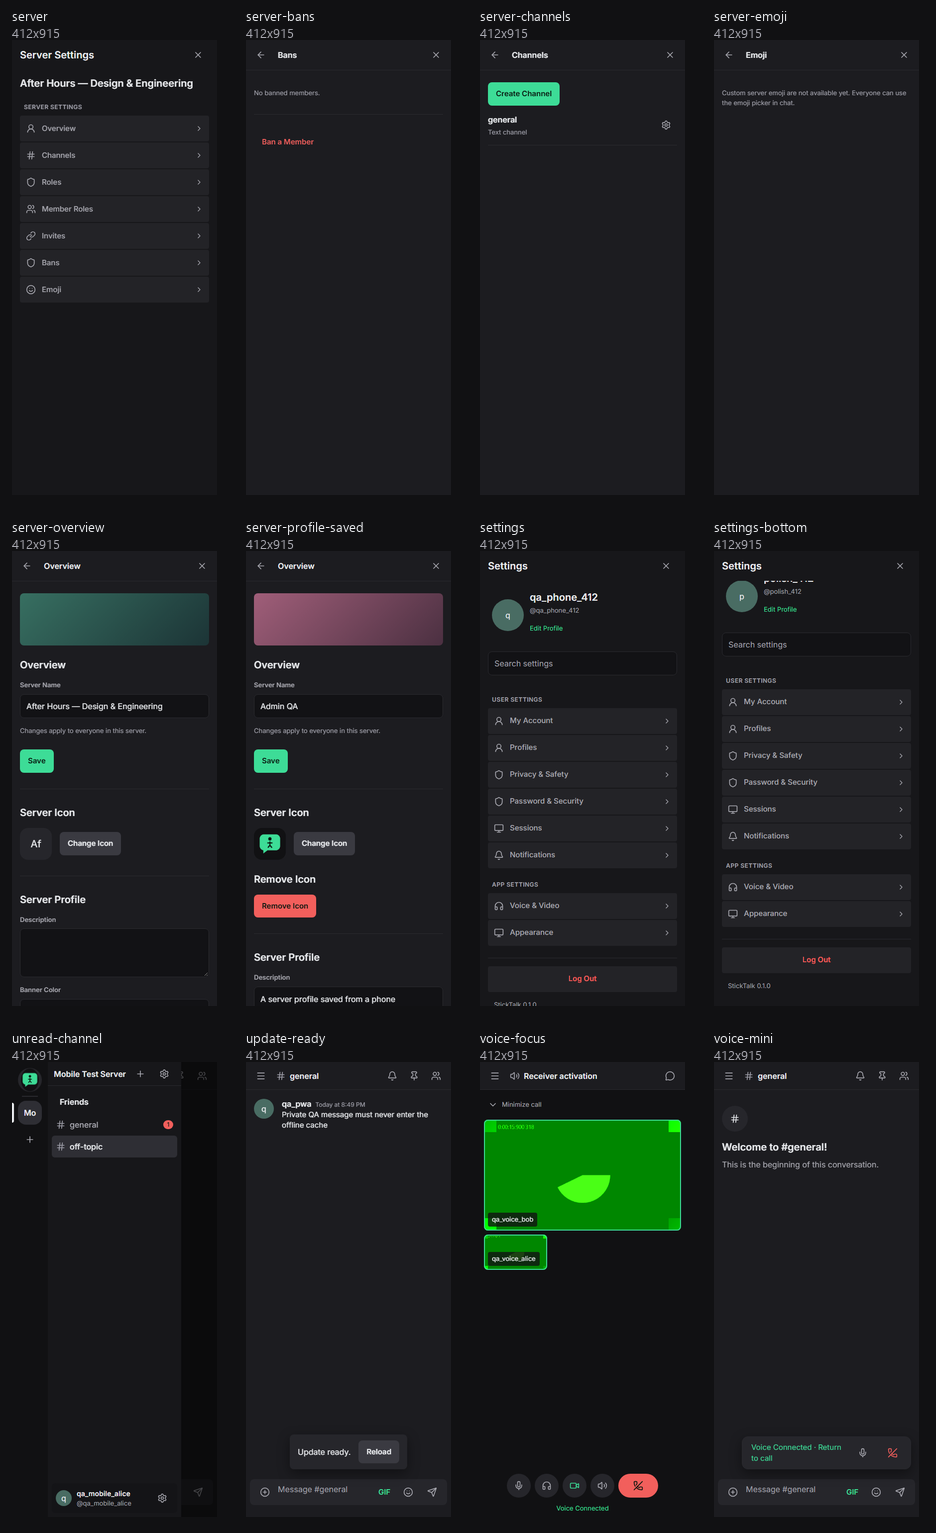 server
412x915
Server Settings
After Hours — Design & Engineering
SERVER SETTINGS
Overview
Channels
Roles
Member Roles
Invites
Bans
Emoji
server-bans
412x915
Bans
No banned members.
Ban a Member
server-channels
412x915
Channels
Create Channel
general
Text channel
server-emoji
412x915
Emoji
Custom server emoji are not available yet. Everyone can use
the emoji picker in chat.
server-overview
412x915
Overview
Overview
Server Name
After Hours — Design & Engineering
Changes apply to everyone in this server.
Save
Server Icon
Af
Change Icon
Server Profile
Description
Banner Color
server-profile-saved
412x915
Overview
Overview
Server Name
Admin QA
Changes apply to everyone in this server.
Save
Server Icon
Change Icon
Remove Icon
Remove Icon
Server Profile
Description
A server profile saved from a phone
settings
412x915
Settings
q
qa_phone_412
@qa_phone_412
Edit Profile
Search settings
USER SETTINGS
My Account
Profiles
Privacy & Safety
Password & Security
Sessions
Notifications
APP SETTINGS
Voice & Video
Appearance
Log Out
StickTalk 0.1.0
settings-bottom
412x915
Settings
polish_412
p
@polish_412
Edit Profile
Search settings
USER SETTINGS
My Account
Profiles
Privacy & Safety
Password & Security
Sessions
Notifications
APP SETTINGS
Voice & Video
Appearance
Log Out
StickTalk 0.1.0
unread-channel
412x915
Mobile Test Server
Friends
Mo
general
1
off-topic
q
qa_mobile_alice
@qa_mobile_alice
update-ready
412x915
# general
q
qa_pwa Today at 8:49 PM
Private QA message must never enter the
offline cache
Update ready.
Reload
Message #general
GIF
voice-focus
412x915
Receiver activation
Minimize call
qa_voice_bob
qa_voice_alice
Voice Connected
voice-mini
412x915
# general
#
Welcome to #general!
This is the beginning of this conversation.
Voice Connected · Return
to call
Message #general
GIF